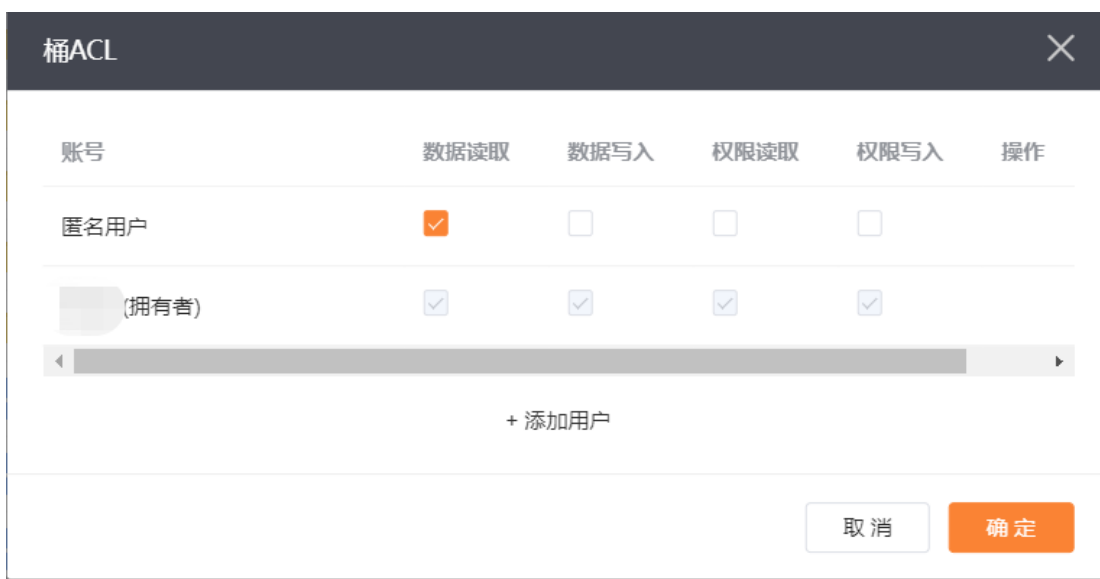 桶ACL
账号 数据读取 数据写入 权限读取 权限写入 操作
匿名用户
(拥有者)
+ 添加用户
取消 确定